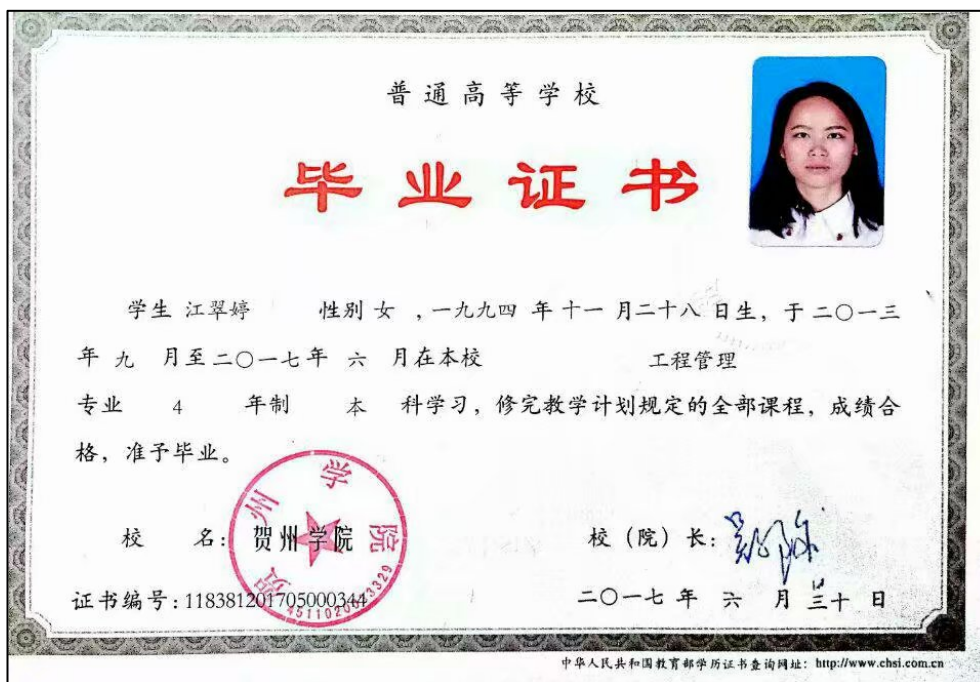 普通高等学校
毕业证书
学生 江翠婷 性别 女 ，一九九四 年 十一 月二十八 日生，于 二〇一三
年 九 月至 二〇一七年 六 月在本校 工程管理
专业 4 年制 本 科学习，修完教学计划规定的全部课程，成绩合
格，准予毕业。
贺州学院
校 名：贺州学院 校（院）长：
证书编号：118381201705000344 二〇一七 年 六 月 三十 日
中华人民共和国教育部学历证书查询网址：http://www.chsi.com.cn